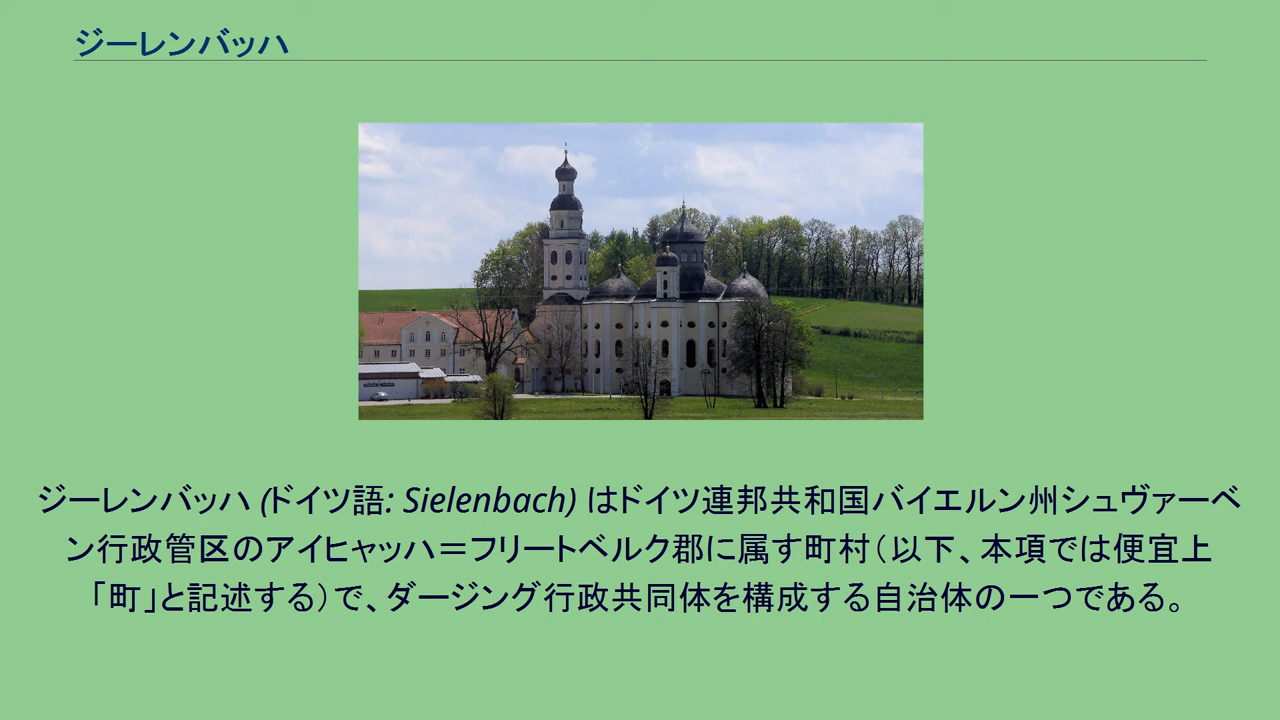 ジーレンバッハ
ジーレンバッハ (ドイツ語: Sielenbach) はドイツ連邦共和国バイエルン州シュヴァーベ
ン行政管区のアイヒャッハ＝フリートベルク郡に属す町村（以下、本項では便宜上
「町」と記述する）で、ダージング行政共同体を構成する自治体の一つである。